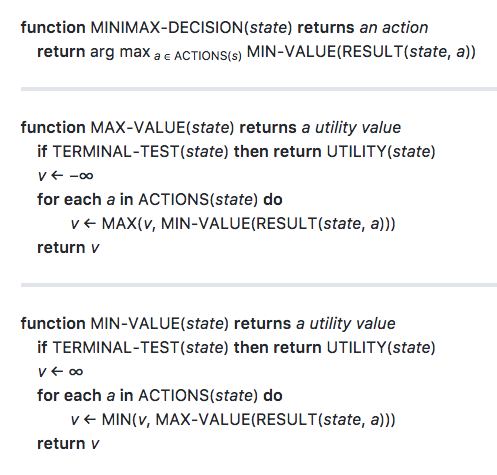 function MINIMAX-DECISION(state) returns an action
return arg max a ∈ ACTIONS(s) MIN-VALUE(RESULT(state, a))
function MAX-VALUE(state) returns a utility value
if TERMINAL-TEST(state) then return UTILITY(state)
v ← −∞
for each a in ACTIONS(state) do
v ← MAX(v, MIN-VALUE(RESULT(state, a)))
return v
function MIN-VALUE(state) returns a utility value
if TERMINAL-TEST(state) then return UTILITY(state)
v ← ∞
for each a in ACTIONS(state) do
v ← MIN(v, MAX-VALUE(RESULT(state, a)))
return v